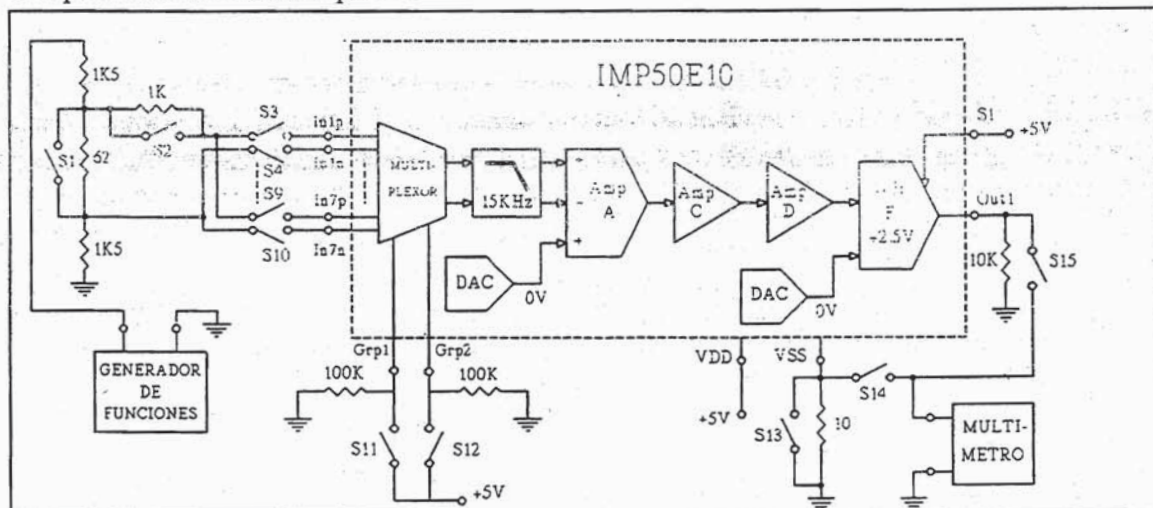 IMP50E10
1K5
1K
S1
62
S2
1K5
S3
S4
S9
S10
In1p
In1n
In7p
In7n
MULTI-
PLEXOR
15KHz
Amp
A
-
+
DAC
0V
Amp
C
Amp
D
DAC
0V
F
+2.5V
S1
+5V
Out1
10K
S15
GENERADOR
DE
FUNCIONES
Grp1
Grp2
100K
100K
S11
S12
+5V
VDD
VSS
+5V
S13
10
S14
MULTI-
METRO